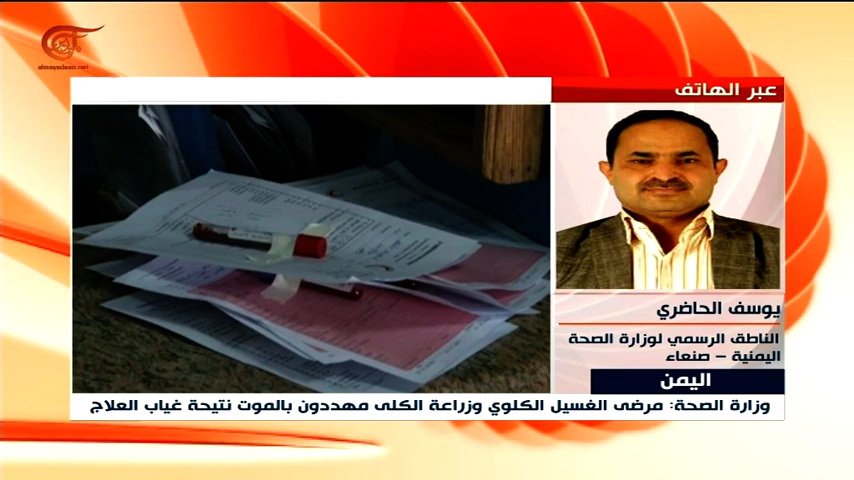 almayadeen.net
عبر الهاتف
يوسف الحاضري
الناطق الرسمي لوزارة الصحة
اليمنية – صنعاء
اليمن
وزارة الصحة: مرضى الغسيل الكلوي وزراعة الكلى مهددون بالموت نتيحة غياب العلاج